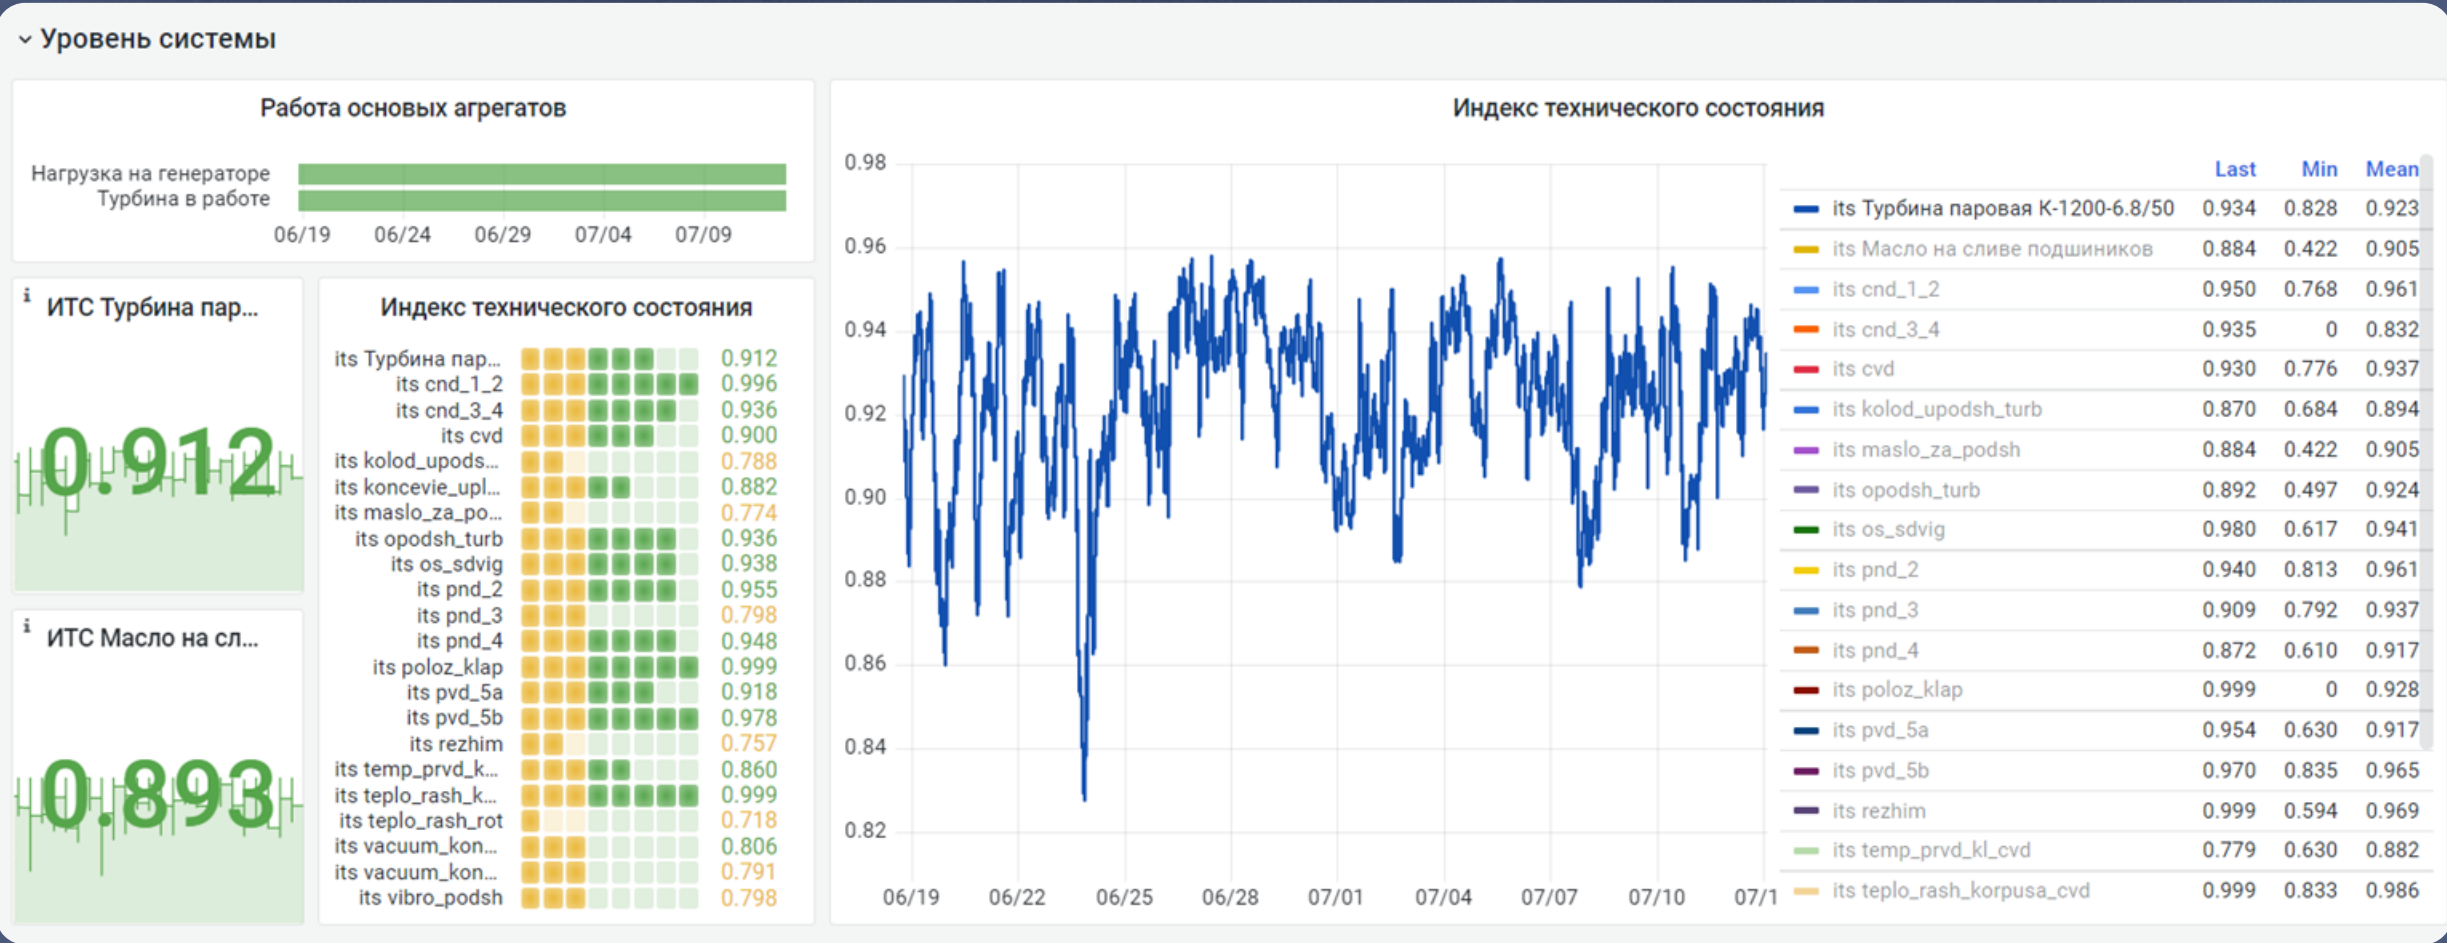 Уровень системы
Работа основых агрегатов
Нагрузка на генераторе
Турбина в работе
06/19 06/24 06/29 07/04 07/09
i
ИТС Турбина пар...
0.912
i
ИТС Масло на сл...
0.893
Индекс технического состояния
its Турбина пар... 0.912
its cnd_1_2 0.996
its cnd_3_4 0.936
its cvd 0.900
its kolod_upods... 0.788
its koncevie_upl... 0.882
its maslo_za_po... 0.774
its opodsh_turb 0.936
its os_sdvig 0.938
its pnd_2 0.955
its pnd_3 0.798
its pnd_4 0.948
its poloz_klap 0.999
its pvd_5a 0.918
its pvd_5b 0.978
its rezhim 0.757
its temp_prvd_k... 0.860
its teplo_rash_k... 0.999
its teplo_rash_rot 0.718
its vacuum_kon... 0.806
its vacuum_kon... 0.791
its vibro_podsh 0.798
Индекс технического состояния
0.98
0.96
0.94
0.92
0.90
0.88
0.86
0.84
0.82
06/19 06/22 06/25 06/28 07/01 07/04 07/07 07/10 07/1
Last Min Mean
its Турбина паровая К-1200-6.8/50 0.934 0.828 0.923
its Масло на сливе подшиников 0.884 0.422 0.905
its cnd_1_2 0.950 0.768 0.961
its cnd_3_4 0.935 0 0.832
its cvd 0.930 0.776 0.937
its kolod_upodsh_turb 0.870 0.684 0.894
its maslo_za_podsh 0.884 0.422 0.905
its opodsh_turb 0.892 0.497 0.924
its os_sdvig 0.980 0.617 0.941
its pnd_2 0.940 0.813 0.961
its pnd_3 0.909 0.792 0.937
its pnd_4 0.872 0.610 0.917
its poloz_klap 0.999 0 0.928
its pvd_5a 0.954 0.630 0.917
its pvd_5b 0.970 0.835 0.965
its rezhim 0.999 0.594 0.969
its temp_prvd_kl_cvd 0.779 0.630 0.882
its teplo_rash_korpusa_cvd 0.999 0.833 0.986